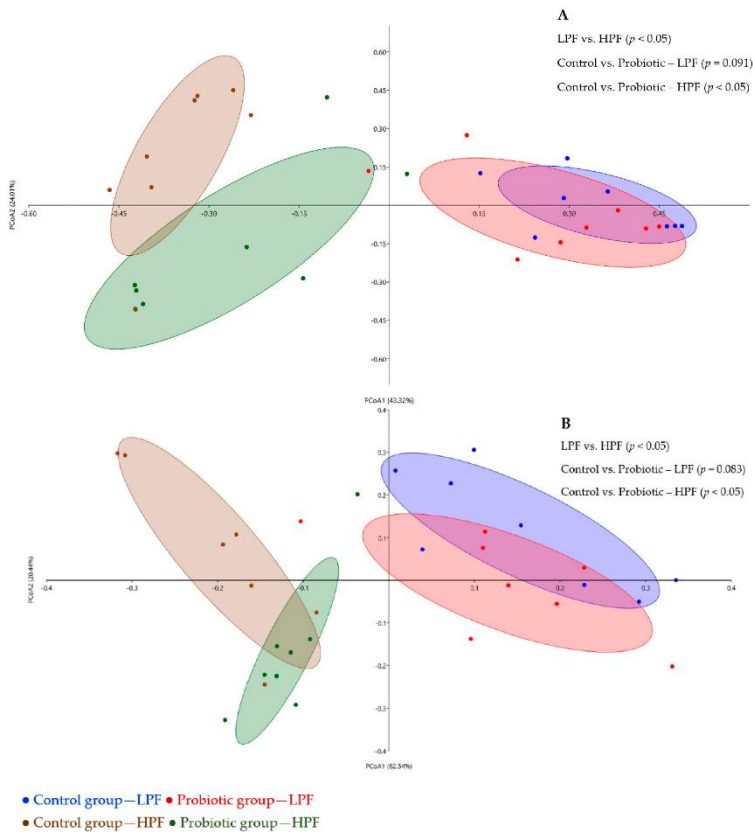 A
LPF vs. HPF (p < 0.05)
Control vs. Probiotic – LPF (p = 0.091)
Control vs. Probiotic – HPF (p < 0.05)
0.60
0.45
0.30
0.15
-0.60 -0.45 -0.30 -0.15 0.15 0.30 0.45
PCoA2 (24.01%)
-0.15
-0.30
-0.45
-0.60
PCoA1 (43.32%)
B
LPF vs. HPF (p < 0.05)
Control vs. Probiotic – LPF (p = 0.083)
Control vs. Probiotic – HPF (p < 0.05)
0.4
0.3
0.2
0.1
-0.3 -0.2 -0.1 0.1 0.2 0.3 0.4
-0.1
-0.2
-0.3
-0.4
PCoA1 (62.54%)
Control group—LPF Probiotic group—LPF
Control group—HPF Probiotic group—HPF